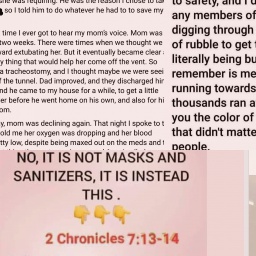 she was requiring. He was the reason I chose to ta
so I told him to do whatever he had to to save my
time I ever got to hear my mom's voice. Mom was
two weeks. There were times when we thought we
ward extubating her. But it eventually became clear
y thing that would help her come off the vent. So
a tracheostomy, and I thought maybe we were seei
of the tunnel. Dad improved, and they discharged hi
nd he came to my house for a while, to get a little
er before he went home on his own, and also for hi
om.
y, mom was declining again. That night I spoke to t
old me her oxygen was dropping and her blood
tty low, despite being maxed out on the meds and t
to safety, and I d
any members of
digging through
of rubble to get t
literally being bu
remember is me
running towards
thousands ran a
you the color of
that didn't matte
people.
NO, IT IS NOT MASKS AND
SANITIZERS, IT IS INSTEAD
THIS .
👇👇👇
2 Chronicles 7:13-14